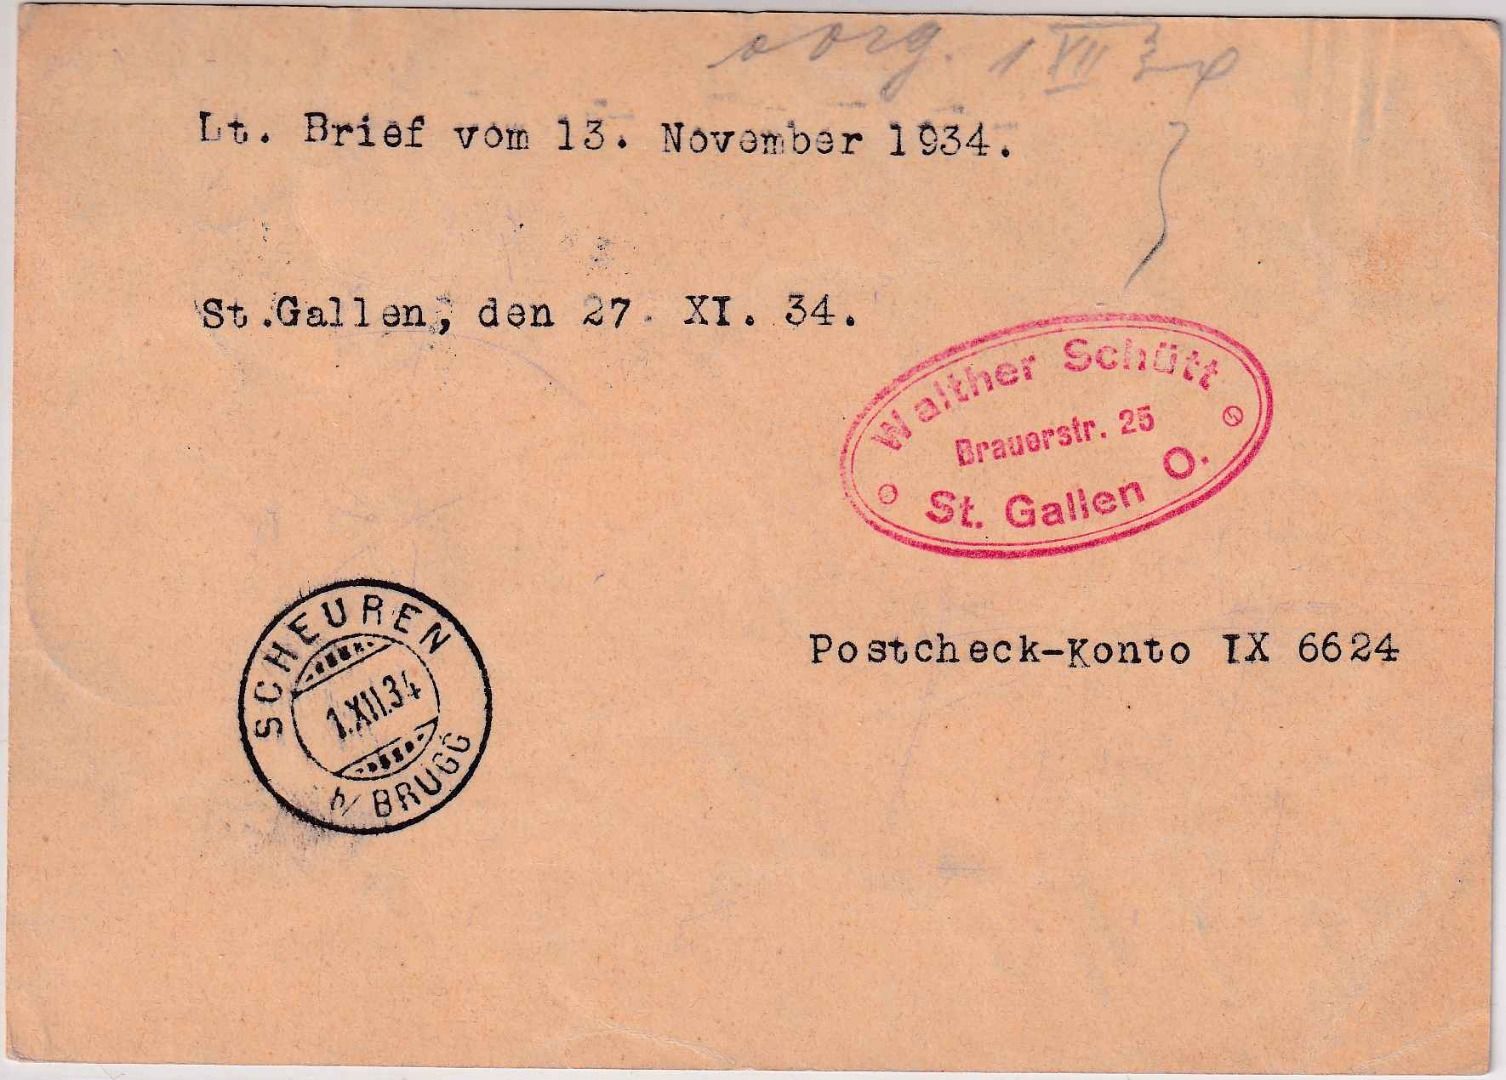 Lt. Brief vom 13. November 1934.
St.Gallen, den 27. XI. 34.
Walther Schütt
Brauerstr. 25
St. Gallen O.
Postcheck-Konto IX 6624
SCHEUREN
1.XII.34
b/ BRUGG